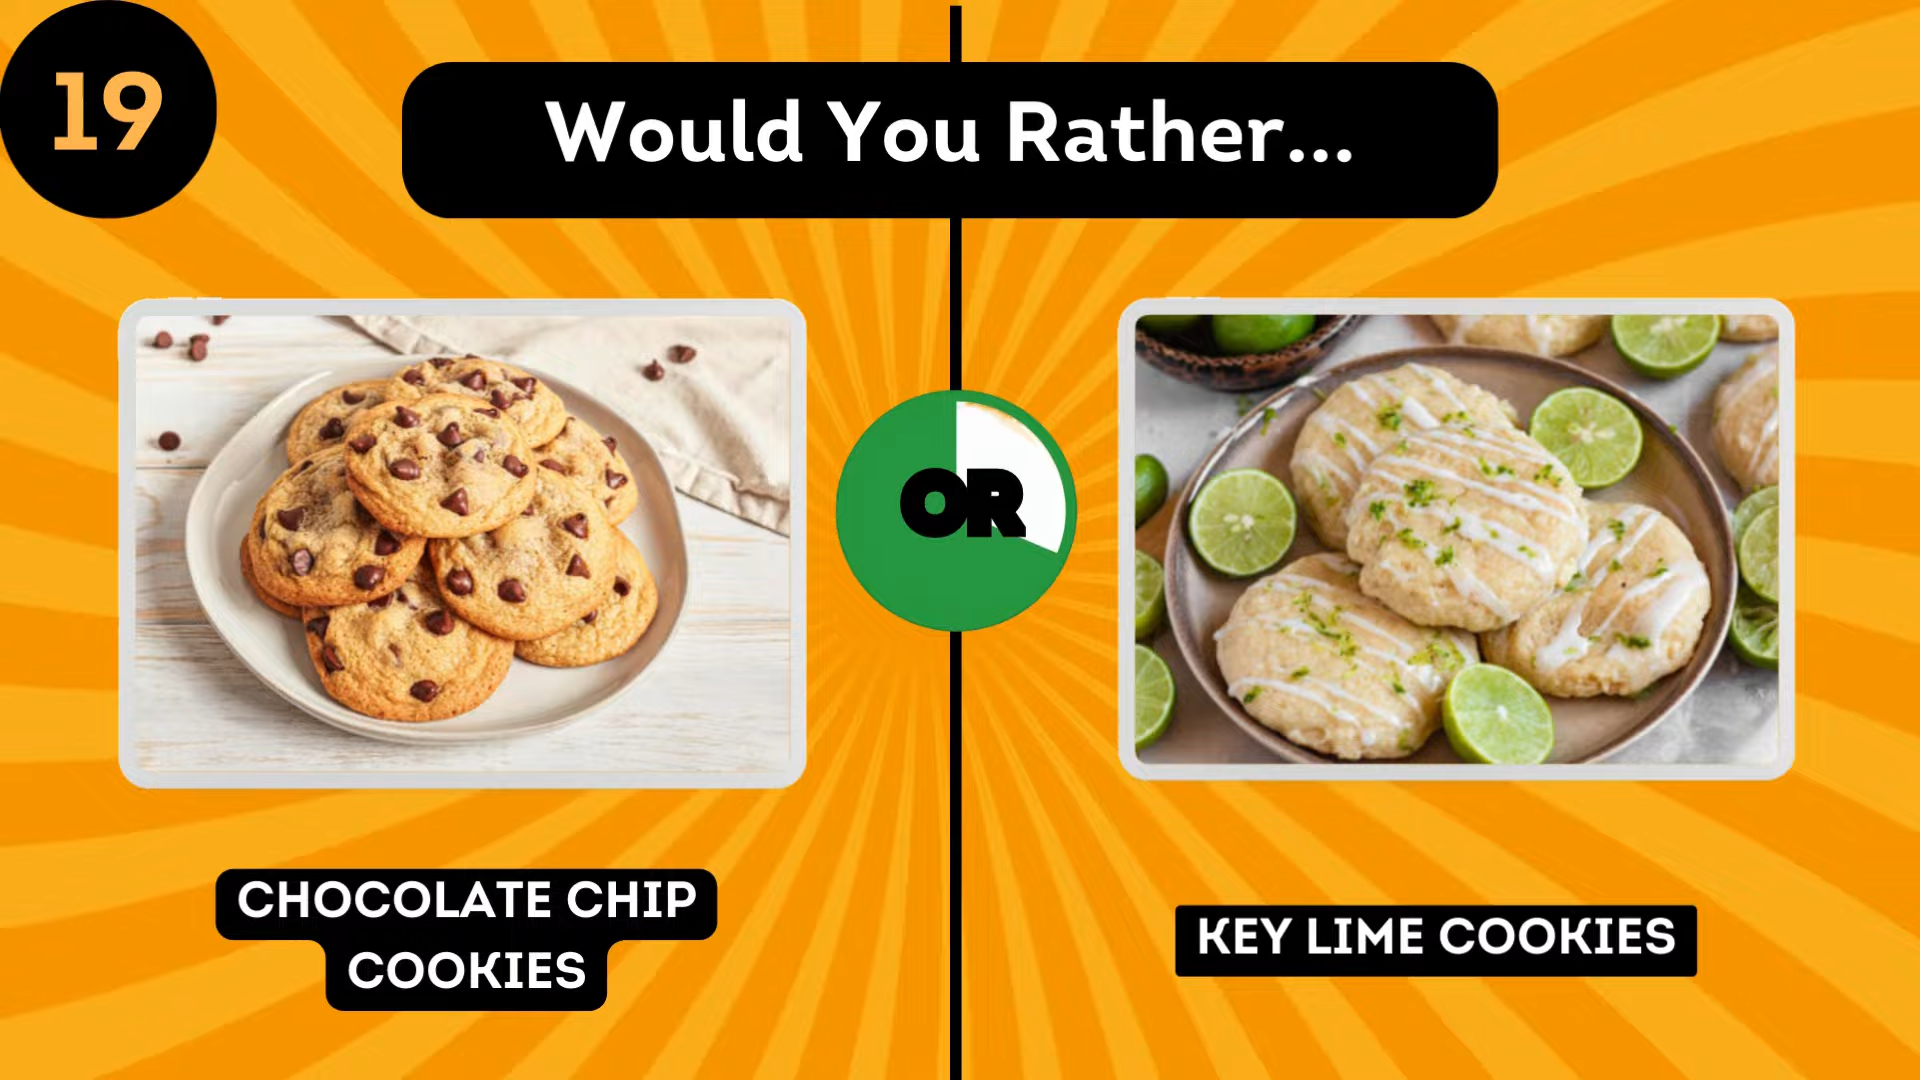 19
Would You Rather...
OR
CHOCOLATE CHIP
COOKIES
KEY LIME COOKIES